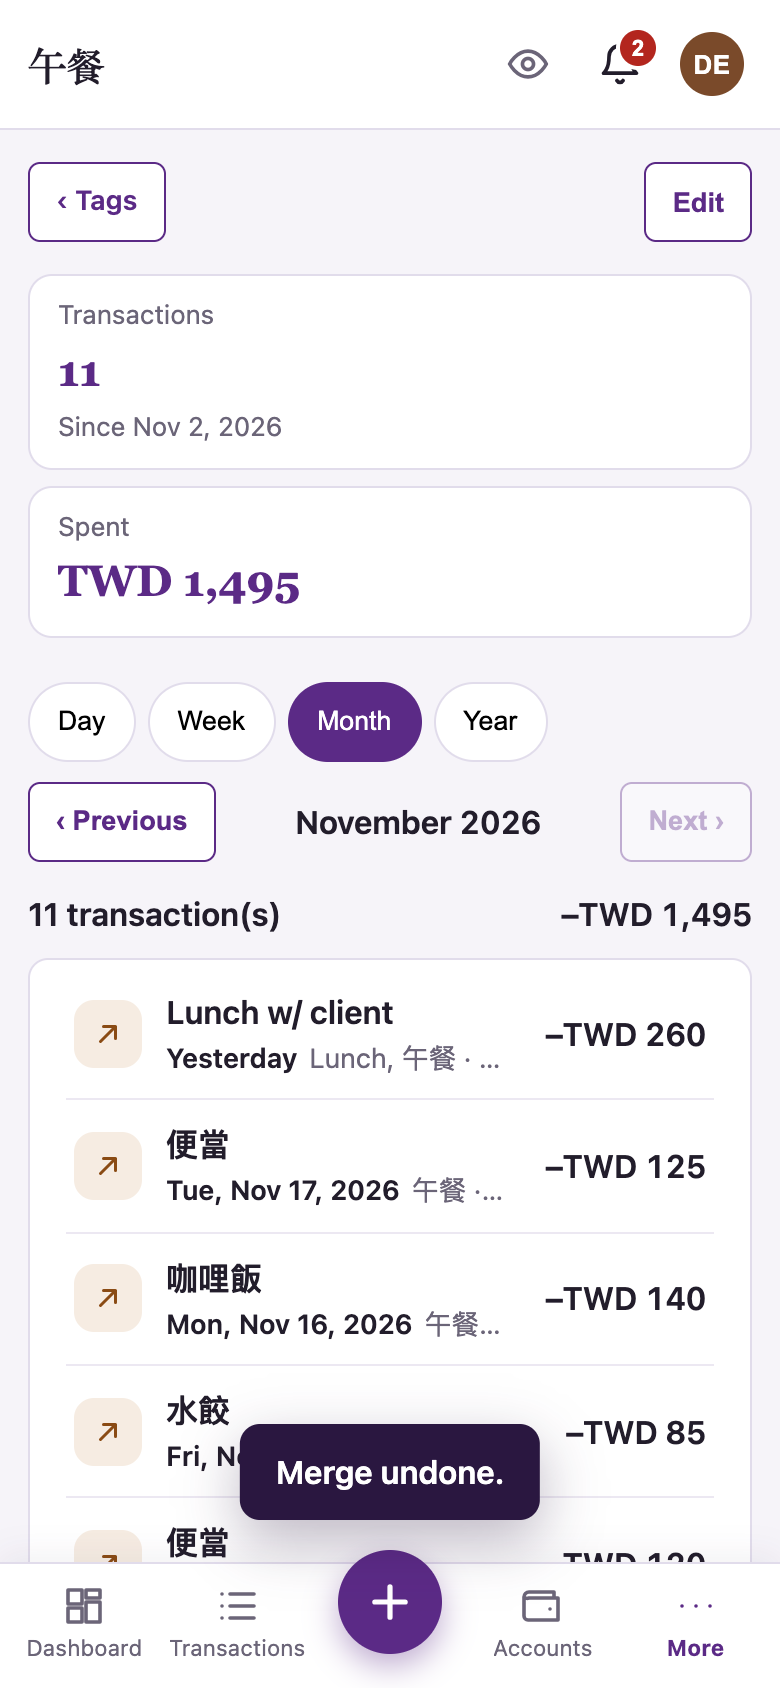 午餐
2
DE
‹ Tags
Edit
Transactions
11
Since Nov 2, 2026
Spent
TWD 1,495
Day
Week
Month
Year
‹ Previous
November 2026
Next ›
11 transaction(s)
–TWD 1,495
Lunch w/ client
–TWD 260
Yesterday Lunch, 午餐 · ...
便當
–TWD 125
Tue, Nov 17, 2026 午餐 ·...
咖哩飯
–TWD 140
Mon, Nov 16, 2026 午餐...
水餃
–TWD 85
Fri,
Merge undone.
便當
–TWD 120
Dashboard
Transactions
Accounts
More